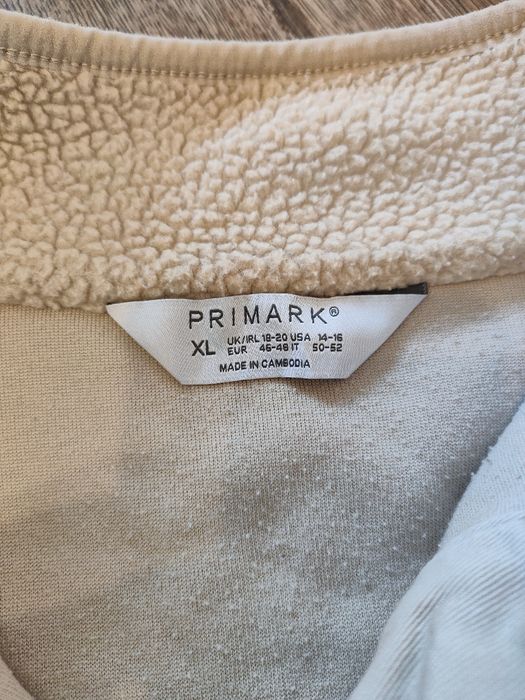 PRIMARK®
XL UK/IRL 18-20 USA 14-16
EUR 46-48 IT 50-52
MADE IN CAMBODIA